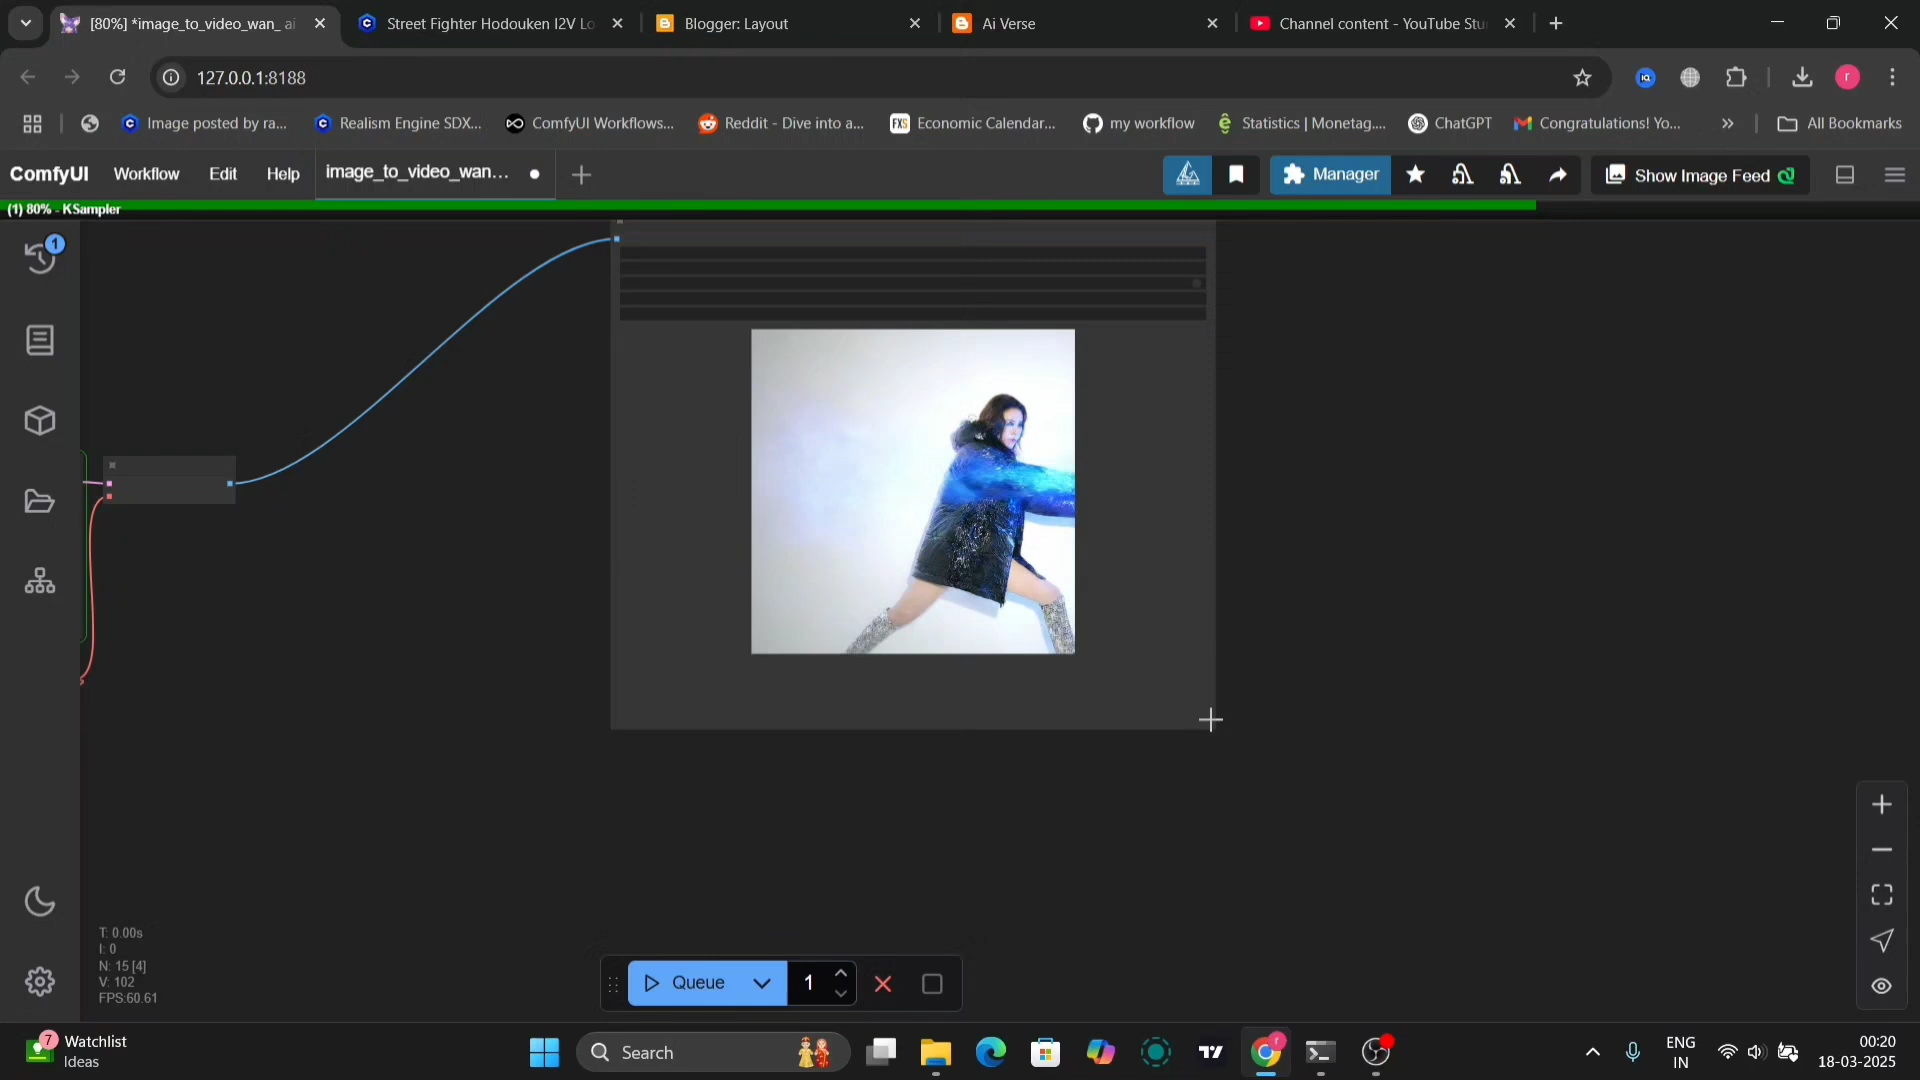 [80%] *image_to_video_wan_ ai
Street Fighter Hodouken I2V Lo
Blogger: Layout
Ai Verse
Channel content - YouTube Stu
127.0.0.1:8188
IQ
r
Image posted by ra...
Realism Engine SDX...
ComfyUI Workflows...
Reddit - Dive into a...
FXS
Economic Calendar...
my workflow
Statistics | Monetag....
ChatGPT
Congratulations! Yo...
All Bookmarks
ComfyUI
Workflow
Edit
Help
image_to_video_wan...
Manager
Show Image Feed
(1) 80% - KSampler
1
T: 0.00s
I: 0
N: 15 [4]
V: 102
FPS:60.61
Queue
1
7
Watchlist
Ideas
Search
r
ENG
IN
00:20
18-03-2025